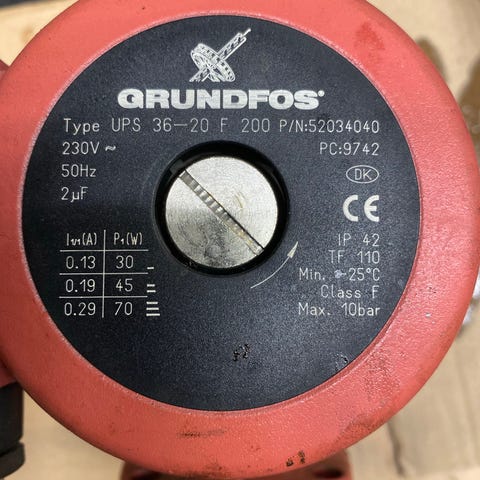 GRUNDFOS®
Type UPS 36-20 F 200 P/N:52034040
230V ~ PC:9742
50Hz DK
2μF CE
I1/1(A) P1(W) IP 42
0.13 30 TF 110
0.19 45 Min. -25°C
0.29 70 Class F
Max. 10bar